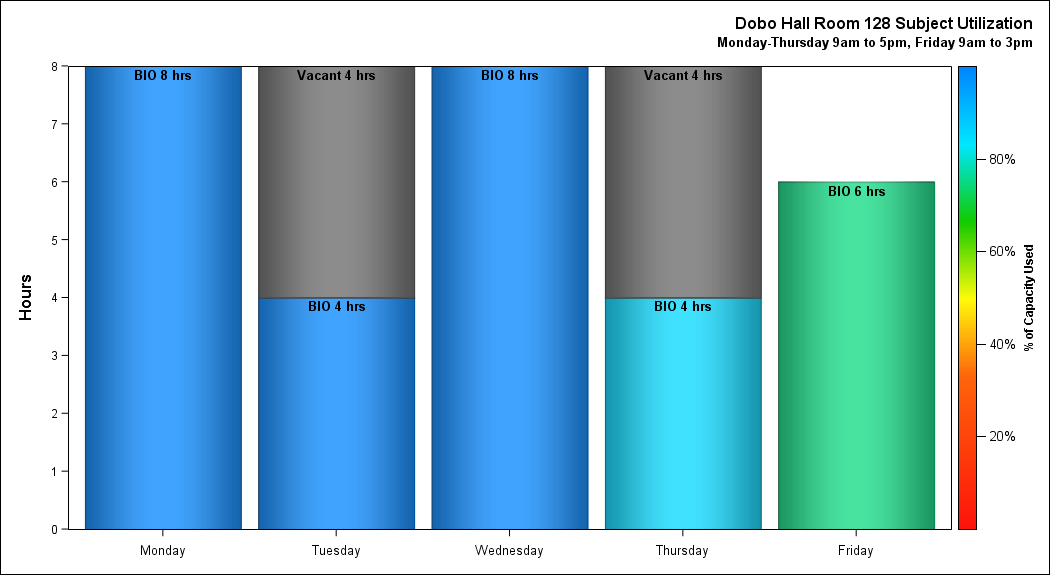 Dobo Hall Room 128 Subject Utilization
Monday-Thursday 9am to 5pm, Friday 9am to 3pm
Hours
8
7
6
5
4
3
2
1
0
BIO 8 hrs
Vacant 4 hrs
BIO 4 hrs
BIO 8 hrs
Vacant 4 hrs
BIO 4 hrs
BIO 6 hrs
Monday
Tuesday
Wednesday
Thursday
Friday
80%
60%
40%
20%
% of Capacity Used